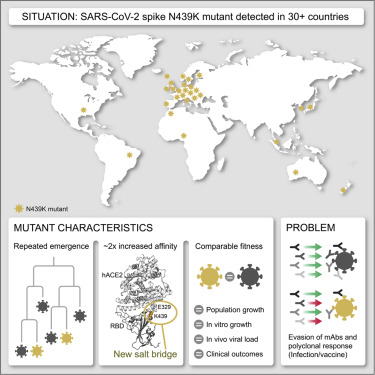 SITUATION: SARS-CoV-2 spike N439K mutant detected in 30+ countries
N439K mutant
MUTANT CHARACTERISTICS
Repeated emergence
~2x increased affinity
hACE2
E329
K439
RBD
New salt bridge
Comparable fitness
=
= Population growth
= In vitro growth
= In vivo viral load
= Clinical outcomes
PROBLEM
Evasion of mAbs and
polyclonal response
(Infection/vaccine)